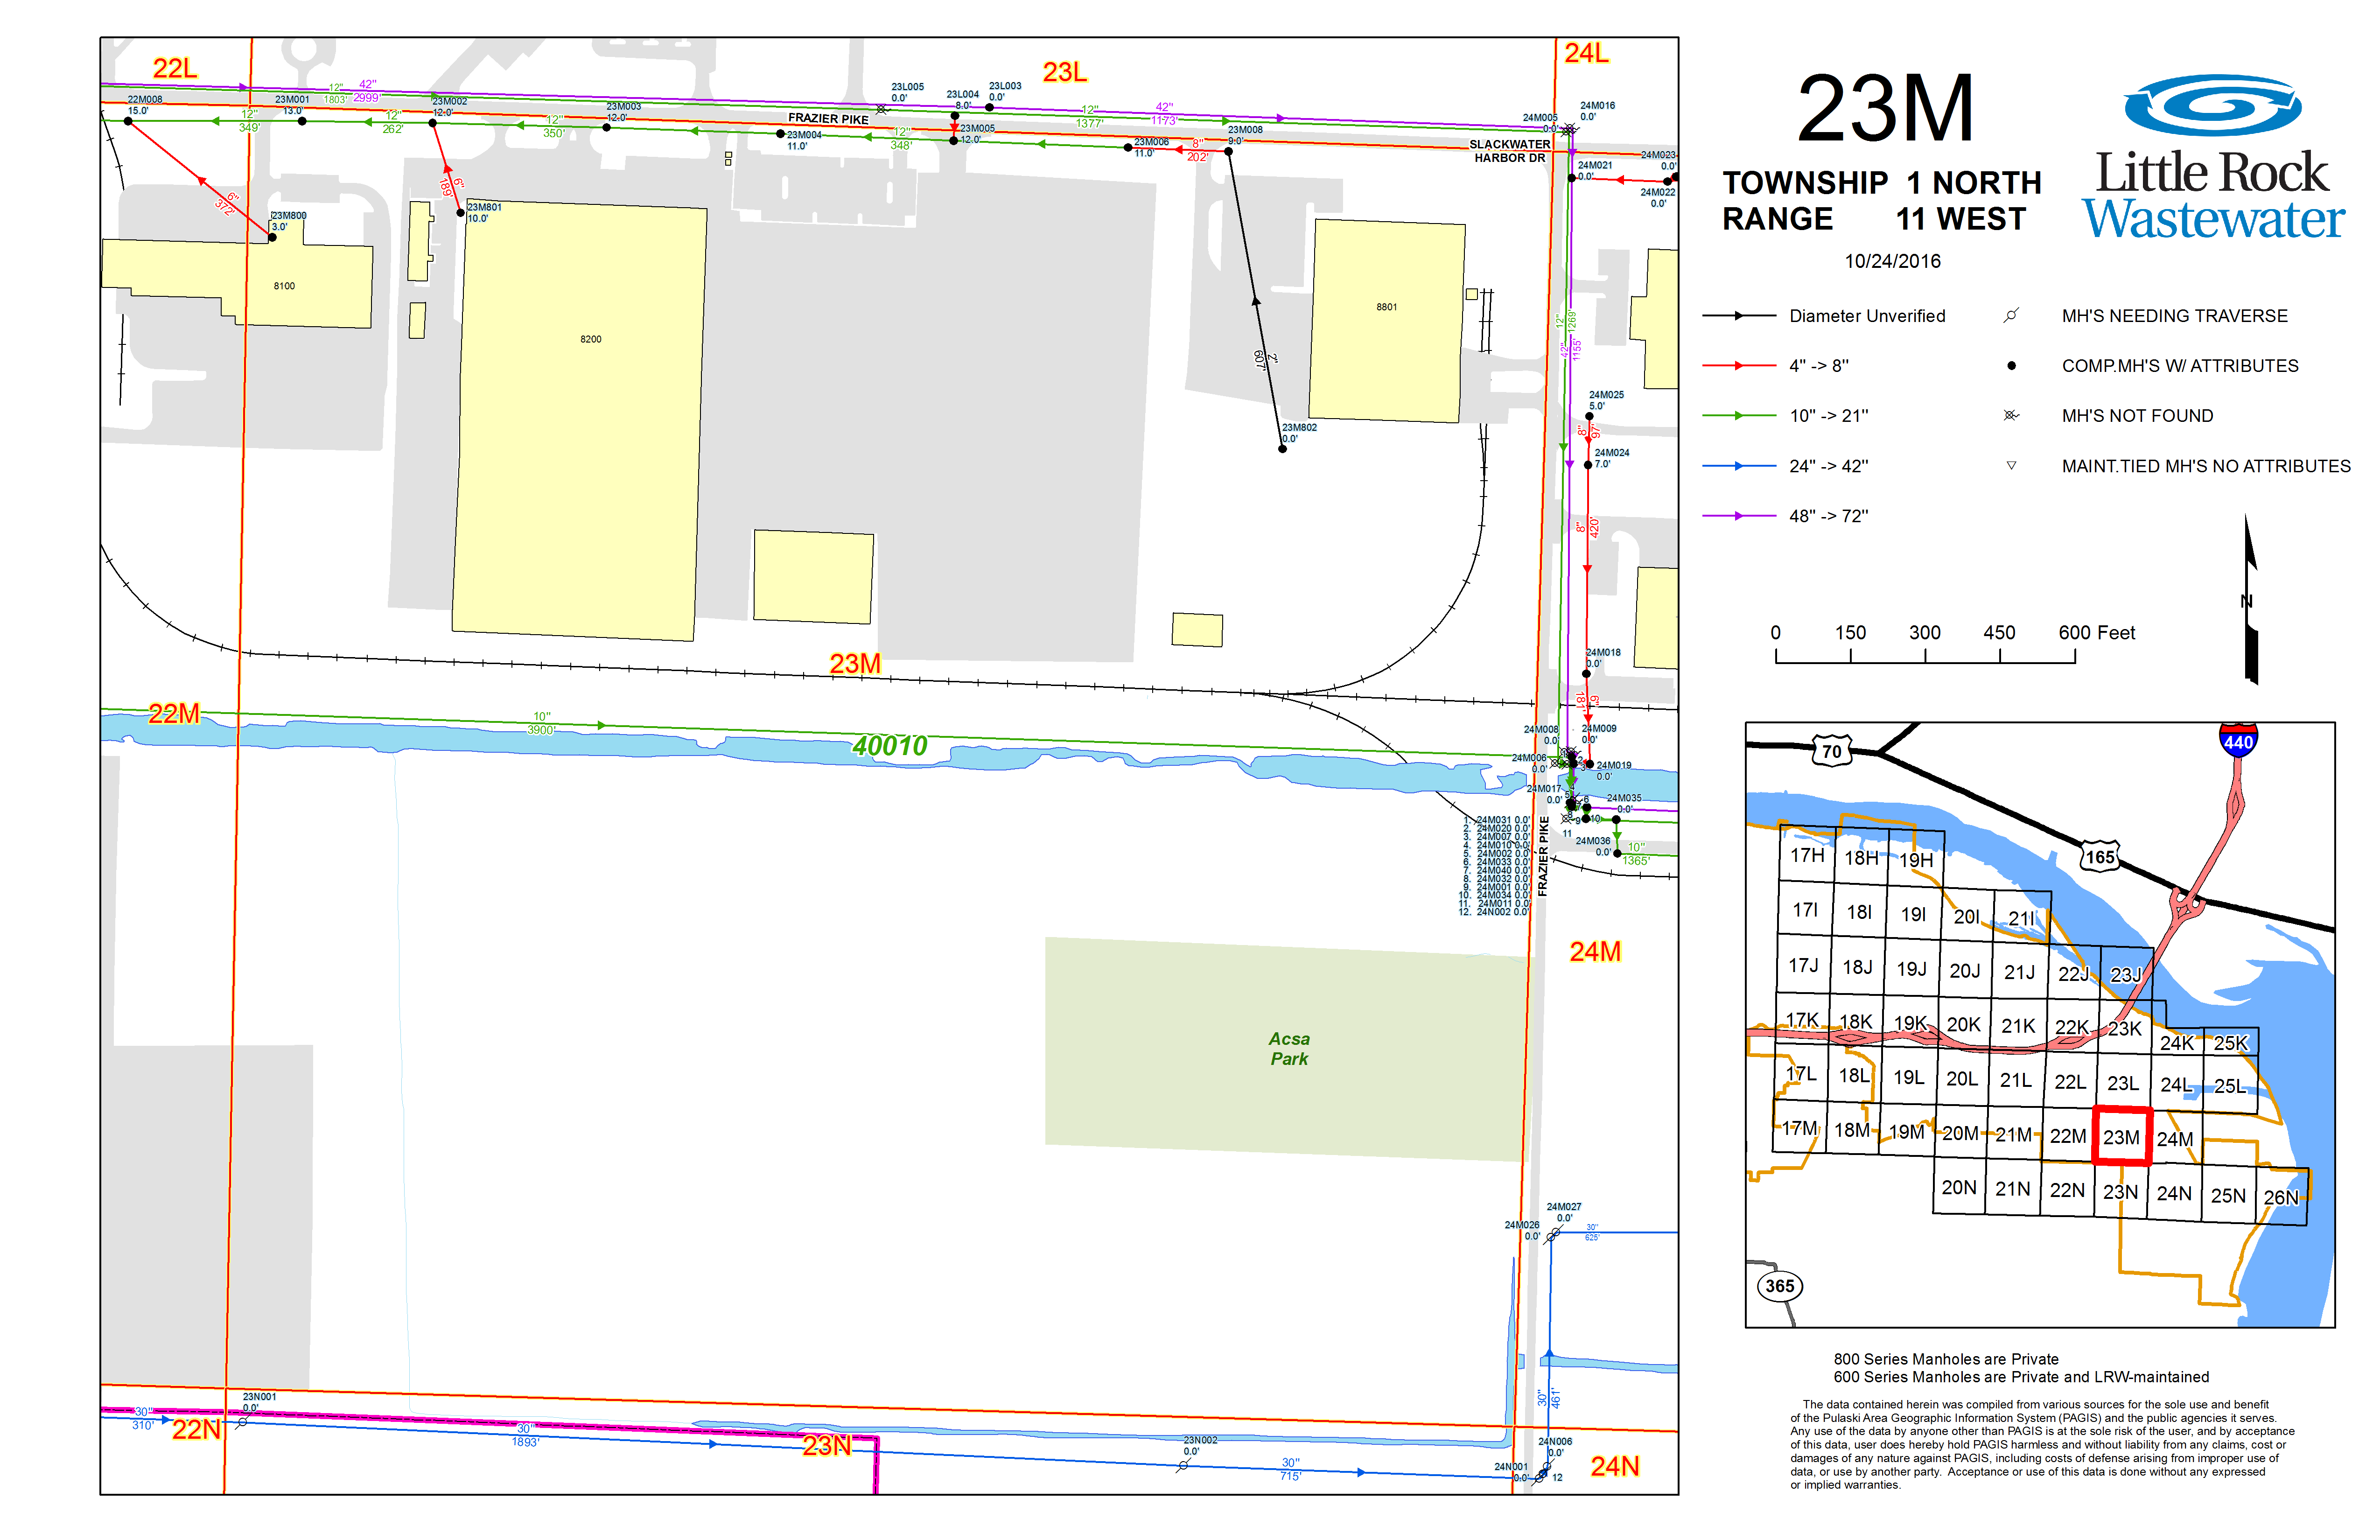 22L
23L
24L
42"
2999'
12"
1803'
22M008
15.0'
23M001
13.0'
23M002
12.0'
23M003
12.0'
12"
349'
12"
262'
12"
350'
FRAZIER PIKE
23L005
0.0'
23L004
8.0'
23L003
0.0'
23M004
11.0'
12"
348'
23M005
12.0'
12"
1377'
42"
1173'
23M006
11.0'
8"
202'
23M008
9.0'
24M005
0.0'
24M016
0.0'
SLACKWATER
HARBOR DR
24M021
0.0'
24M023
0.0'
24M022
0.0'
6"
372'
23M800
3.0'
6"
189'
23M801
10.0'
8100
8200
8801
2"
607'
23M802
0.0'
12"
1269'
42"
1155'
24M025
5.0'
8"
97'
24M024
7.0'
8"
420'
24M018
0.0'
6"
181'
23M
22M
10"
3900'
40010
24M008
0.0'
24M009
0.0'
24M006
0.0'
24M019
0.0'
24M017
0.0'
24M035
0.0'
24M036
0.0'
10"
1365'
11
1. 24M031 0.0'
2. 24M020 0.0'
3. 24M007 0.0'
4. 24M010 0.0'
5. 24M002 0.0'
6. 24M033 0.0'
7. 24M040 0.0'
8. 24M032 0.0'
9. 24M001 0.0'
10. 24M034 0.0'
11. 24M011 0.0'
12. 24N002 0.0'
FRAZIER PIKE
24M
Acsa
Park
24M027
0.0'
24M026
0.0'
30"
625'
30"
461'
23N001
0.0'
30"
310'
22N
30"
1893'
23N
23N002
0.0'
30"
715'
24N006
0.0'
24N001
0.0'
12
24N
23M
TOWNSHIP 1 NORTH
RANGE 11 WEST
10/24/2016
Little Rock
Wastewater
Diameter Unverified
4" -> 8"
10" -> 21"
24" -> 42"
48" -> 72"
MH'S NEEDING TRAVERSE
COMP.MH'S W/ ATTRIBUTES
MH'S NOT FOUND
MAINT.TIED MH'S NO ATTRIBUTES
N
0 150 300 450 600 Feet
70
440
165
365
17H 18H 19H
17I 18I 19I 20I 21I
17J 18J 19J 20J 21J 22J 23J
17K 18K 19K 20K 21K 22K 23K 24K 25K
17L 18L 19L 20L 21L 22L 23L 24L 25L
17M 18M 19M 20M 21M 22M 23M 24M
20N 21N 22N 23N 24N 25N 26N
800 Series Manholes are Private
600 Series Manholes are Private and LRW-maintained
The data contained herein was compiled from various sources for the sole use and benefit
of the Pulaski Area Geographic Information System (PAGIS) and the public agencies it serves.
Any use of the data by anyone other than PAGIS is at the sole risk of the user, and by acceptance
of this data, user does hereby hold PAGIS harmless and without liability from any claims, cost or
damages of any nature against PAGIS, including costs of defense arising from improper use of
data, or use by another party. Acceptance or use of this data is done without any expressed
or implied warranties.